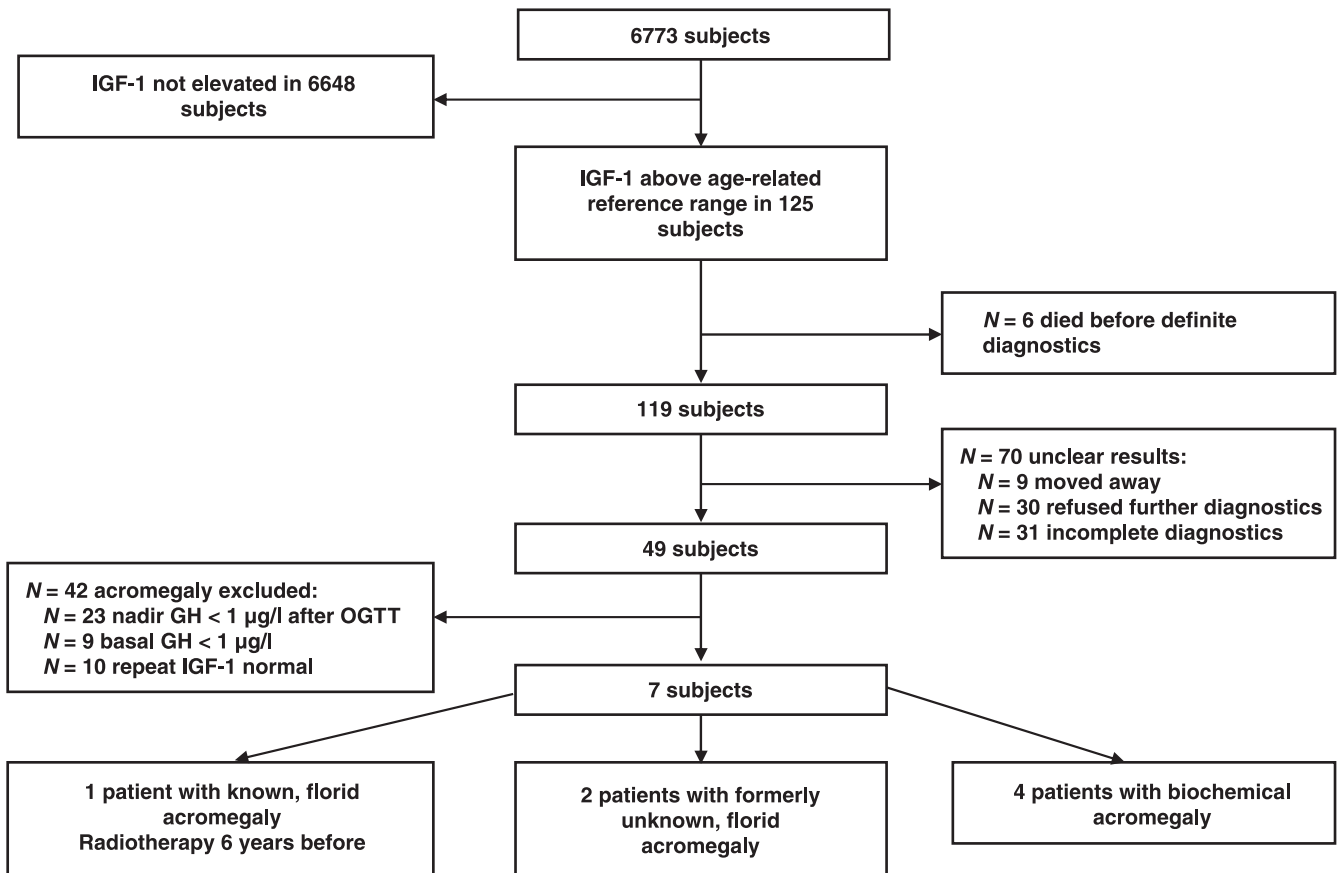 6773 subjects
IGF-1 not elevated in 6648
subjects
IGF-1 above age-related
reference range in 125
subjects
N = 6 died before definite
diagnostics
119 subjects
N = 70 unclear results:
N = 9 moved away
N = 30 refused further diagnostics
N = 31 incomplete diagnostics
49 subjects
N = 42 acromegaly excluded:
N = 23 nadir GH < 1 µg/l after OGTT
N = 9 basal GH < 1 µg/l
N = 10 repeat IGF-1 normal
7 subjects
1 patient with known, florid
acromegaly
Radiotherapy 6 years before
2 patients with formerly
unknown, florid
acromegaly
4 patients with biochemical
acromegaly